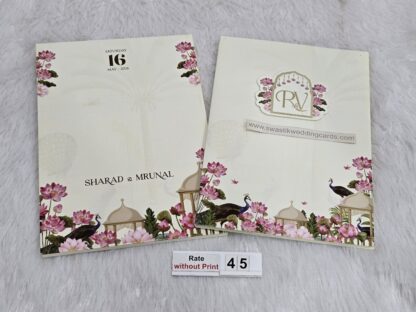 SATURDAY
16
SHARAD & MRUNAL
RV
www.swastikweddingcards.com
Rate
without Print
45